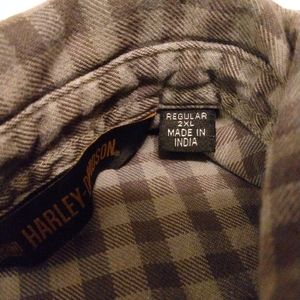 HARLEY-DAVIDSON
REGULAR
2XL
MADE IN
INDIA